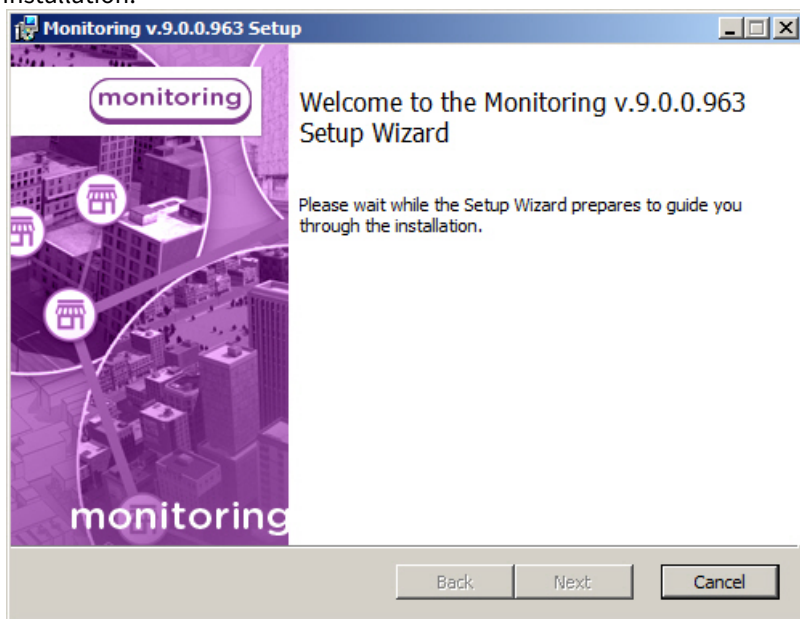 installation.
Monitoring v.9.0.0.963 Setup
monitoring
Welcome to the Monitoring v.9.0.0.963
Setup Wizard
Please wait while the Setup Wizard prepares to guide you
through the installation.
monitoring
Back Next Cancel